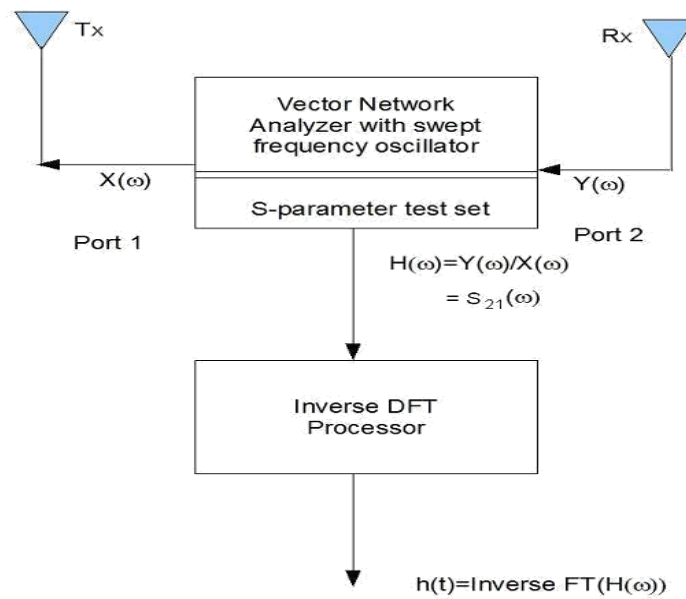 Tx
Rx
Vector Network
Analyzer with swept
frequency oscillator
X(ω)
Y(ω)
S-parameter test set
Port 1
Port 2
H(ω)=Y(ω)/X(ω)
= S21(ω)
Inverse DFT
Processor
h(t)=Inverse FT(H(ω))